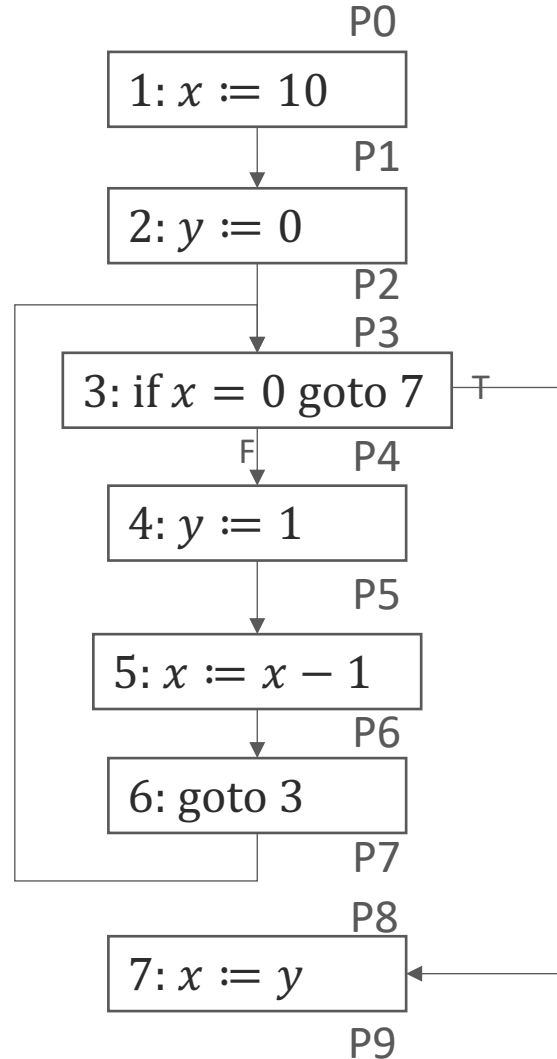 P0
1: x := 10
P1
2: y := 0
P2
P3
3: if x = 0 goto 7
T
F
P4
4: y := 1
P5
5: x := x − 1
P6
6: goto 3
P7
P8
7: x := y
P9